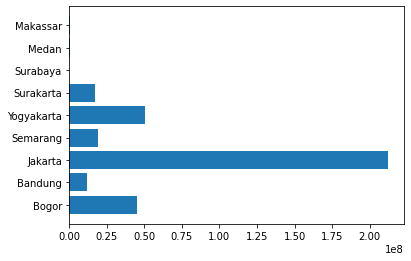 Makassar
Medan
Surabaya
Surakarta
Yogyakarta
Semarang
Jakarta
Bandung
Bogor
0.00 0.25 0.50 0.75 1.00 1.25 1.50 1.75 2.00
1e8